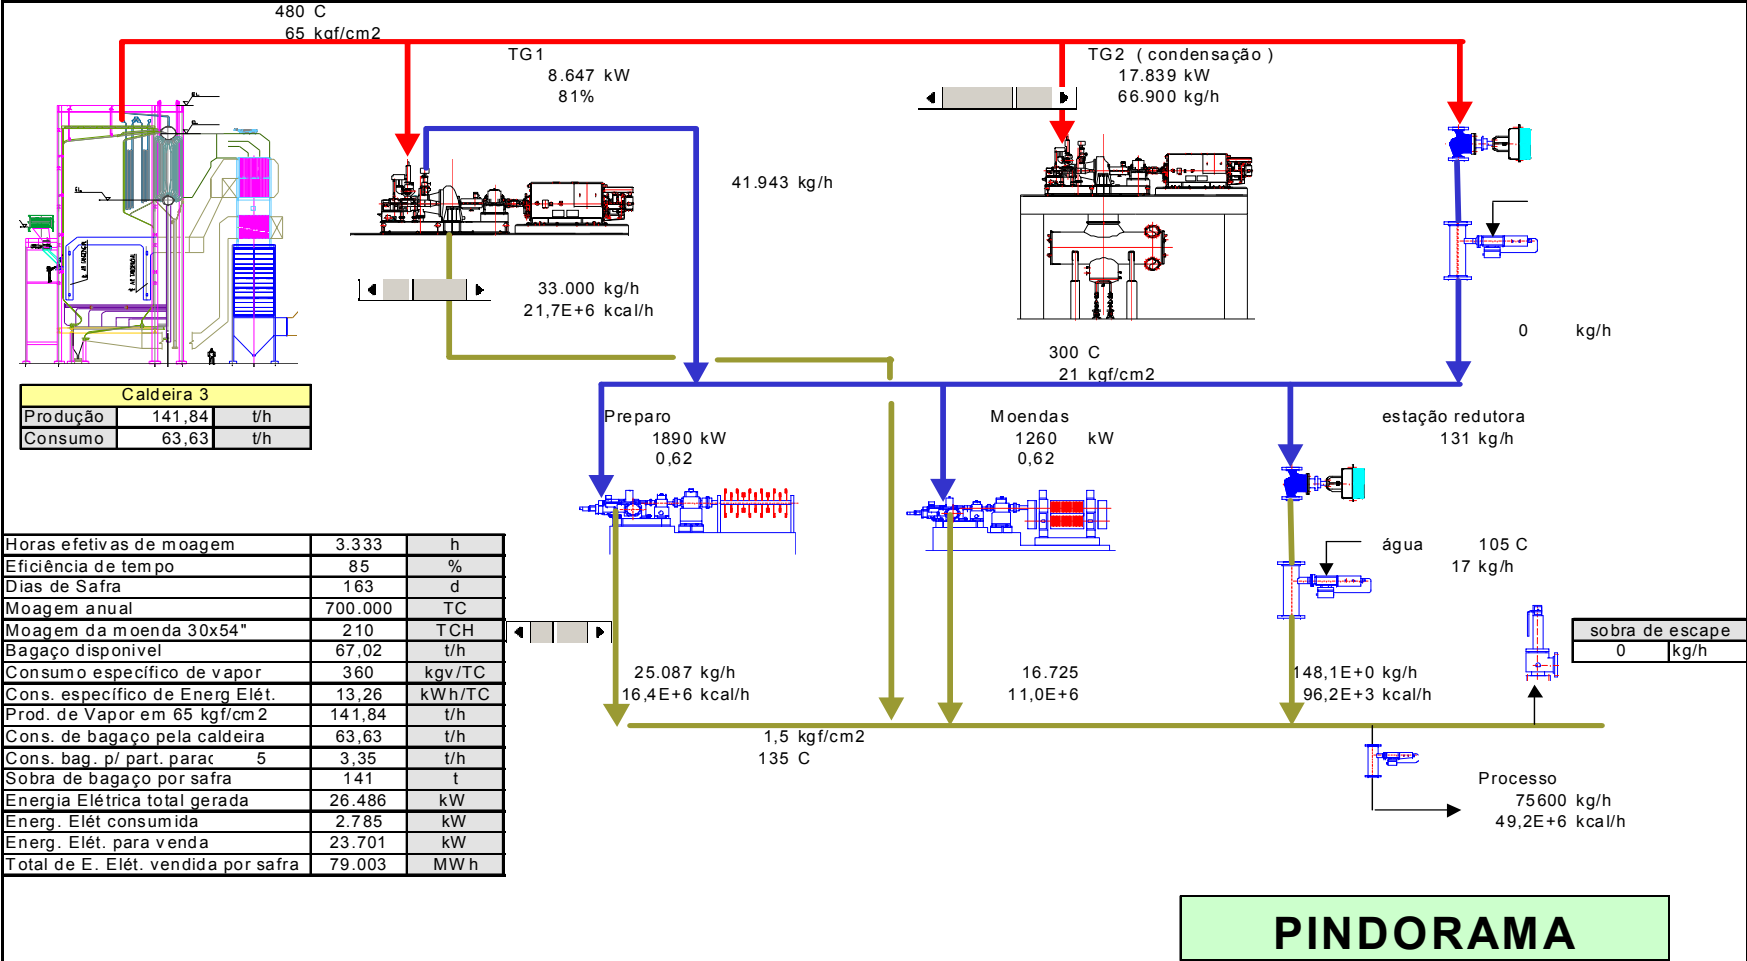 480 C
65 kgf/cm2
TG1
8.647 kW
81%
TG2 ( condensação )
17.839 kW
66.900 kg/h
41.943 kg/h
33.000 kg/h
21,7E+6 kcal/h
0 kg/h
300 C
21 kgf/cm2
Caldeira 3
Produção 141,84 t/h
Consumo 63,63 t/h
Preparo
1890 kW
0,62
Moendas
1260 kW
0,62
estação redutora
131 kg/h
água 105 C
17 kg/h
Horas efetivas de moagem 3.333 h
Eficiência de tempo 85 %
Dias de Safra 163 d
Moagem anual 700.000 TC
Moagem da moenda 30x54" 210 TCH
Bagaço disponivel 67,02 t/h
Consumo específico de vapor 360 kgv/TC
Cons. específico de Energ Elét. 13,26 kWh/TC
Prod. de Vapor em 65 kgf/cm2 141,84 t/h
Cons. de bagaço pela caldeira 63,63 t/h
Cons. bag. p/ part. parac 5 3,35 t/h
Sobra de bagaço por safra 141 t
Energia Elétrica total gerada 26.486 kW
Energ. Elét consumida 2.785 kW
Energ. Elét. para venda 23.701 kW
Total de E. Elét. vendida por safra 79.003 MWh
sobra de escape
0 kg/h
25.087 kg/h
16,4E+6 kcal/h
16.725
11,0E+6
148,1E+0 kg/h
96,2E+3 kcal/h
1,5 kgf/cm2
135 C
Processo
75600 kg/h
49,2E+6 kcal/h
PINDORAMA